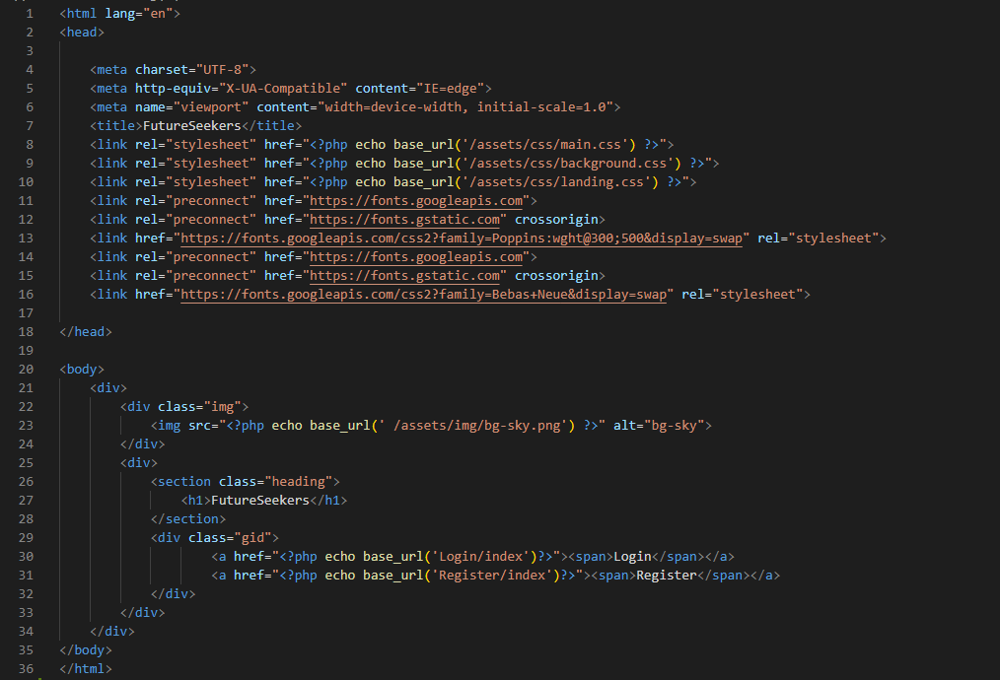 1 <html lang="en">
2 <head>
3
4 <meta charset="UTF-8">
5 <meta http-equiv="X-UA-Compatible" content="IE=edge">
6 <meta name="viewport" content="width=device-width, initial-scale=1.0">
7 <title>FutureSeekers</title>
8 <link rel="stylesheet" href="<?php echo base_url('/assets/css/main.css') ?>">
9 <link rel="stylesheet" href="<?php echo base_url('/assets/css/background.css') ?>">
10 <link rel="stylesheet" href="<?php echo base_url('/assets/css/landing.css') ?>">
11 <link rel="preconnect" href="https://fonts.googleapis.com">
12 <link rel="preconnect" href="https://fonts.gstatic.com" crossorigin>
13 <link href="https://fonts.googleapis.com/css2?family=Poppins:wght@300;500&display=swap" rel="stylesheet">
14 <link rel="preconnect" href="https://fonts.googleapis.com">
15 <link rel="preconnect" href="https://fonts.gstatic.com" crossorigin>
16 <link href="https://fonts.googleapis.com/css2?family=Bebas+Neue&display=swap" rel="stylesheet">
17
18 </head>
19
20 <body>
21 <div>
22 <div class="img">
23 <img src="<?php echo base_url(' /assets/img/bg-sky.png') ?>" alt="bg-sky">
24 </div>
25 <div>
26 <section class="heading">
27 <h1>FutureSeekers</h1>
28 </section>
29 <div class="gid">
30 <a href="<?php echo base_url('Login/index')?>"><span>Login</span></a>
31 <a href="<?php echo base_url('Register/index')?>"><span>Register</span></a>
32 </div>
33 </div>
34 </div>
35 </body>
36 </html>